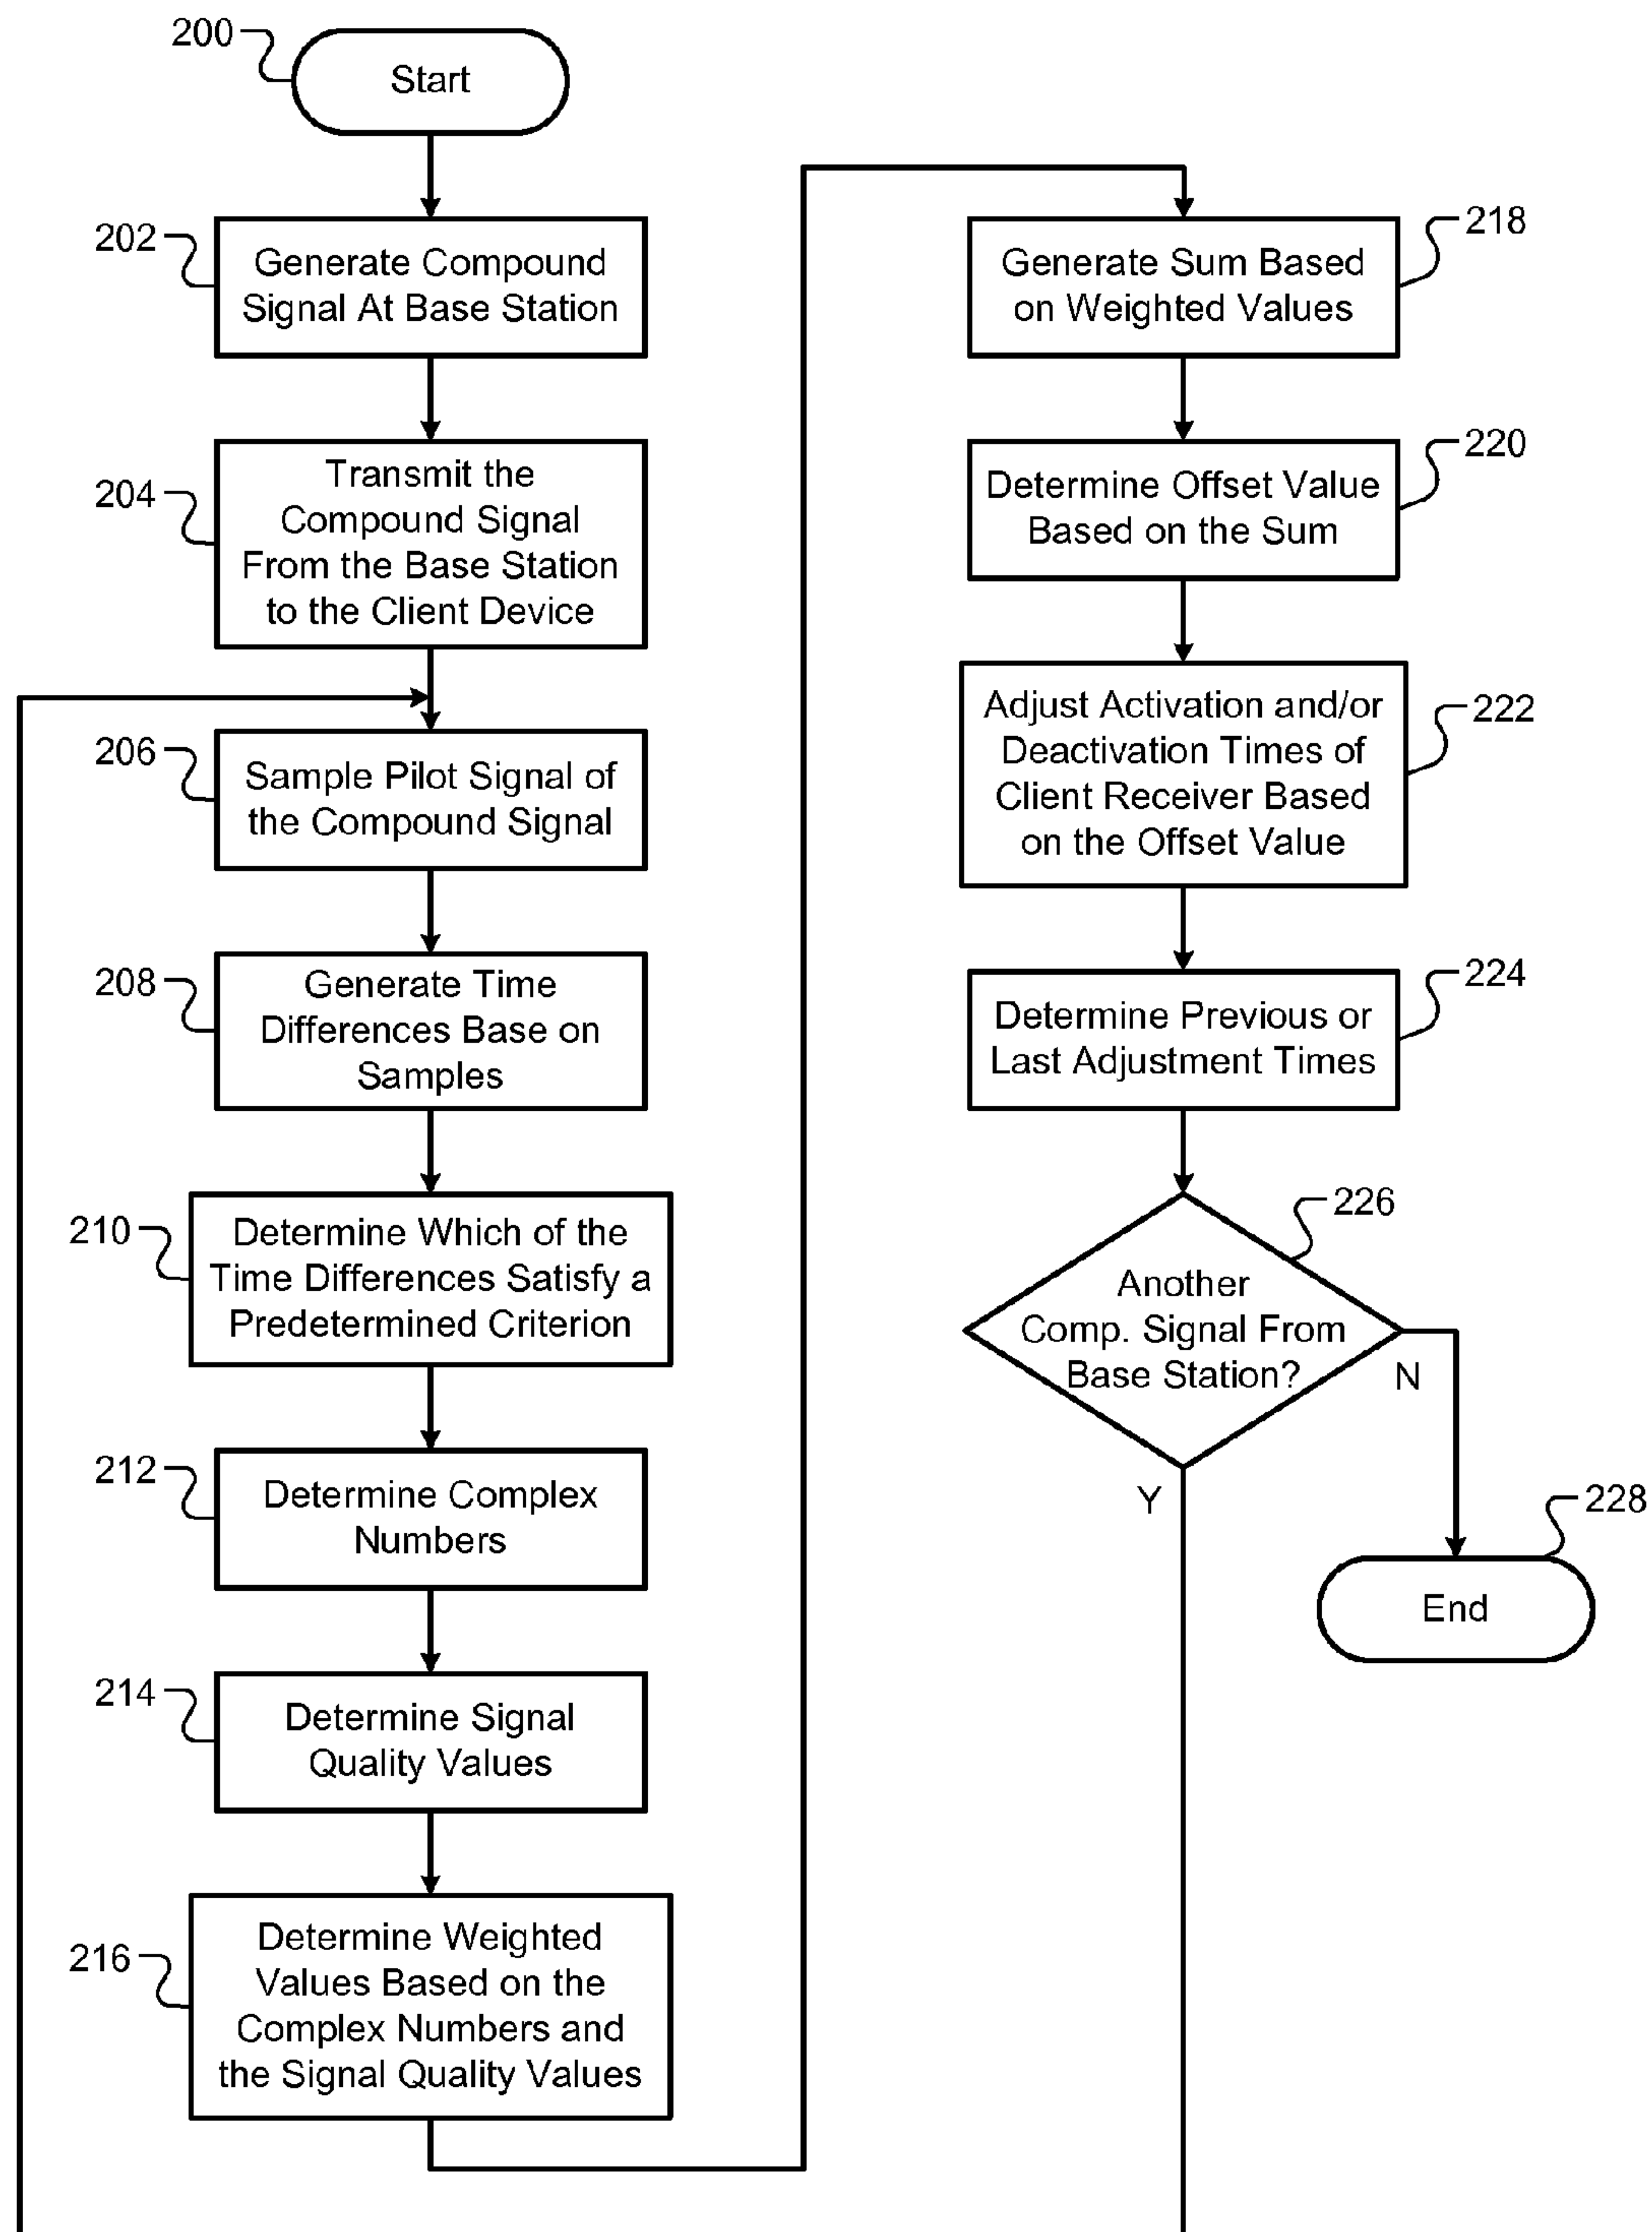 200
Start
202
Generate Compound
Signal At Base Station
204
Transmit the
Compound Signal
From the Base Station
to the Client Device
206
Sample Pilot Signal of
the Compound Signal
208
Generate Time
Differences Base on
Samples
210
Determine Which of the
Time Differences Satisfy a
Predetermined Criterion
212
Determine Complex
Numbers
214
Determine Signal
Quality Values
216
Determine Weighted
Values Based on the
Complex Numbers and
the Signal Quality Values
218
Generate Sum Based
on Weighted Values
220
Determine Offset Value
Based on the Sum
222
Adjust Activation and/or
Deactivation Times of
Client Receiver Based
on the Offset Value
224
Determine Previous or
Last Adjustment Times
226
Another
Comp. Signal From
Base Station?
N
Y
228
End